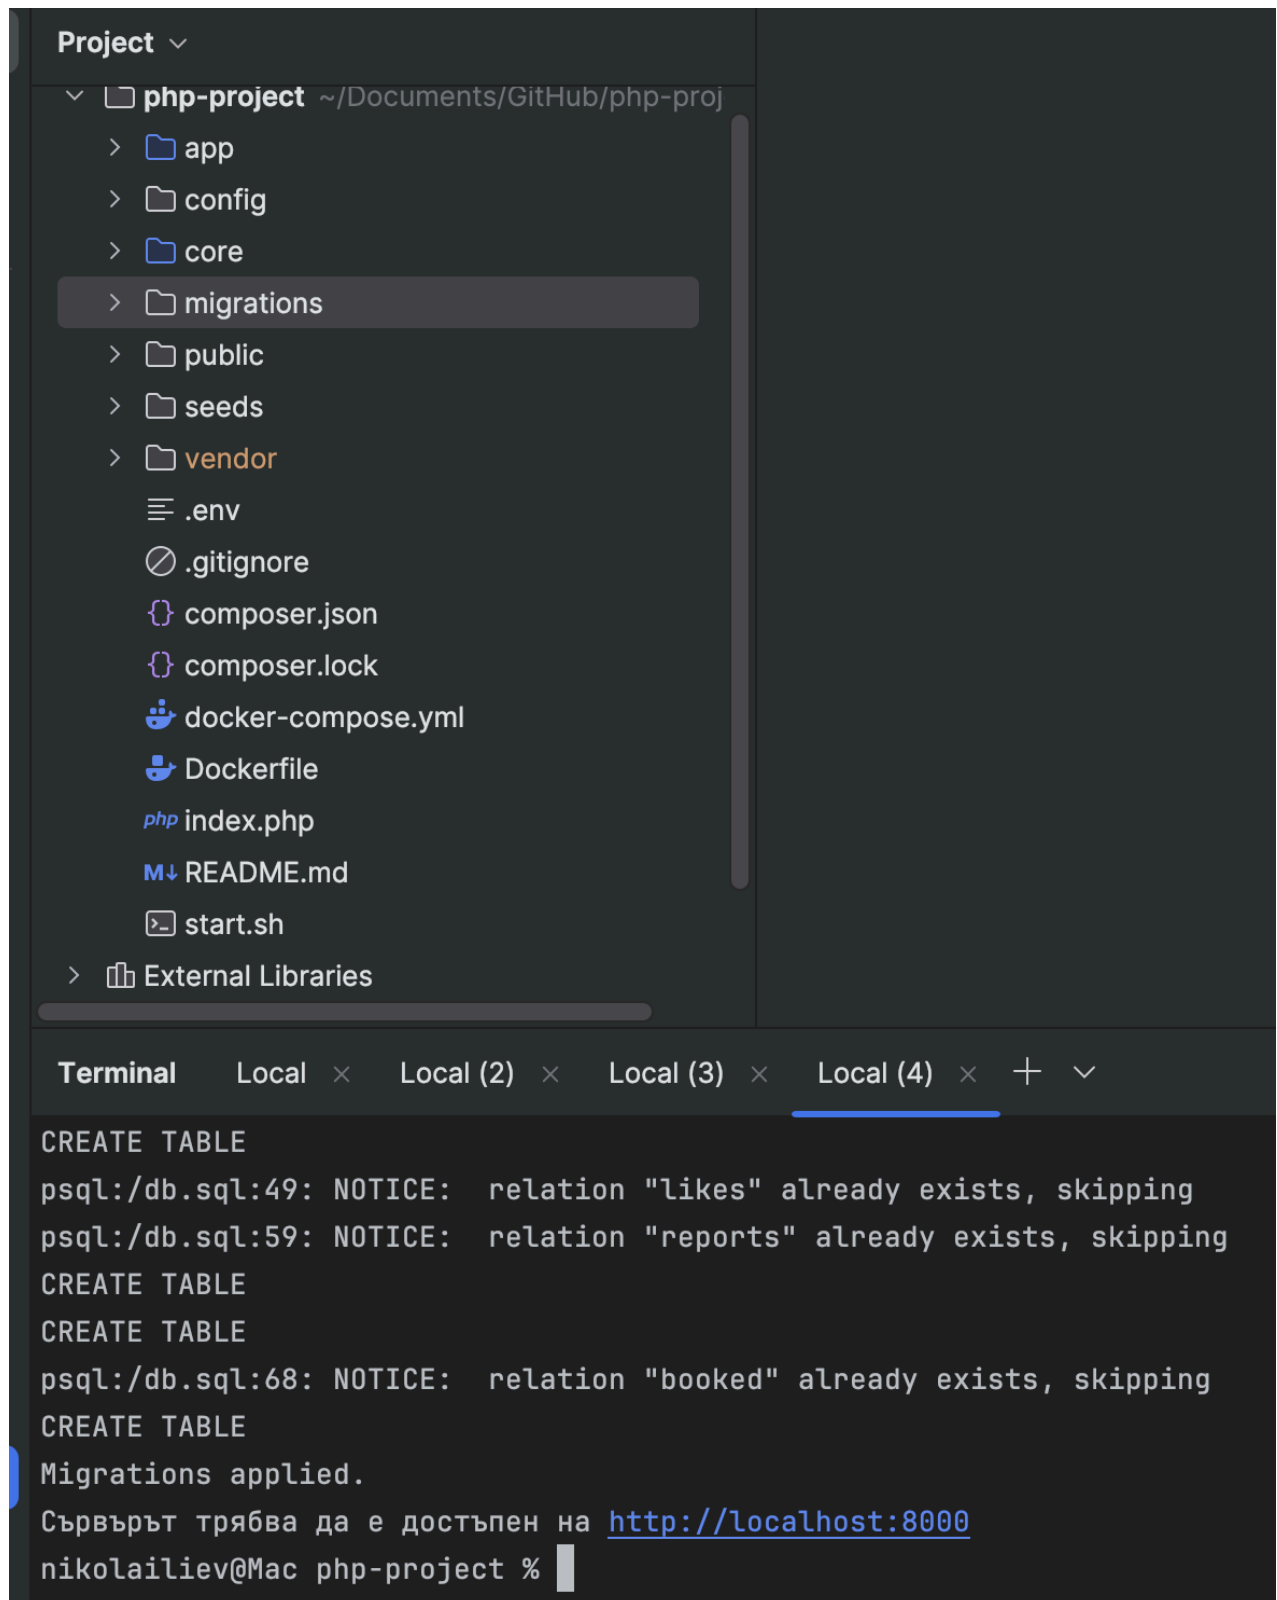 Project
php-project ~/Documents/GitHub/php-proj
app
config
core
migrations
public
seeds
vendor
.env
.gitignore
composer.json
composer.lock
docker-compose.yml
Dockerfile
php index.php
M↓ README.md
start.sh
External Libraries
Terminal Local × Local (2) × Local (3) × Local (4) × +
CREATE TABLE
psql:/db.sql:49: NOTICE:  relation "likes" already exists, skipping
psql:/db.sql:59: NOTICE:  relation "reports" already exists, skipping
CREATE TABLE
CREATE TABLE
psql:/db.sql:68: NOTICE:  relation "booked" already exists, skipping
CREATE TABLE
Migrations applied.
Сървърът трябва да е достъпен на http://localhost:8000
nikolailiev@Mac php-project %